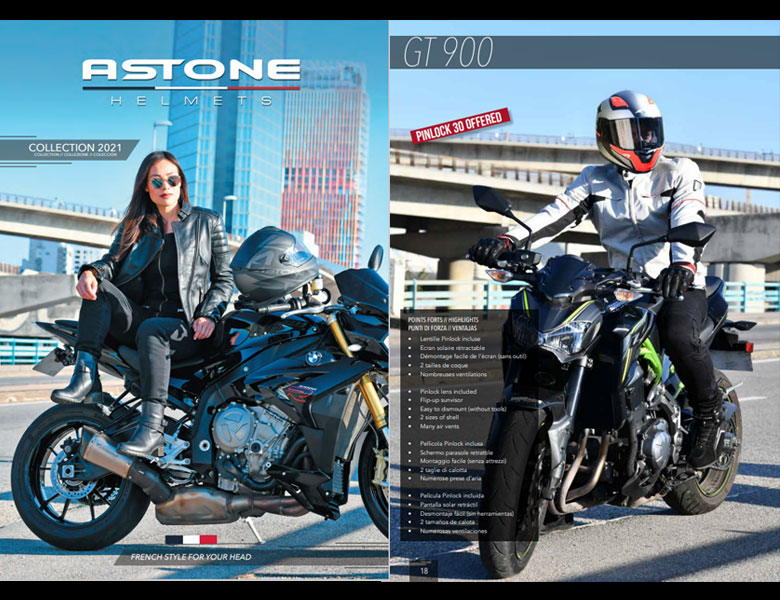 ASTONE
HELMETS
COLLECTION 2021
COLLECTION // COLLEZIONE // COLECCIÓN
FRENCH STYLE FOR YOUR HEAD
GT 900
PINLOCK 3D OFFERED
POINTS FORTS // HIGHLIGHTS
PUNTI DI FORZA // VENTAJAS
• Lentille Pinlock incluse
• Ecran solaire rétractable
• Démontage facile de l'écran (sans outil)
• 2 tailles de coque
• Nombreuses ventilations
• Pinlock lens included
• Flip-up sunvisor
• Easy to dismount (without tools)
• 2 sizes of shell
• Many air vents
• Pellicola Pinlock inclusa
• Schermo parasole retrattile
• Montaggio facile (senza attrezzi)
• 2 taglie di calotta
• Numerose prese d'aria
• Película Pinlock incluida
• Pantalla solar retráctil
• Desmontaje fácil (sin herramientas)
• 2 tamaños de calota
• Numerosas ventilaciones
18